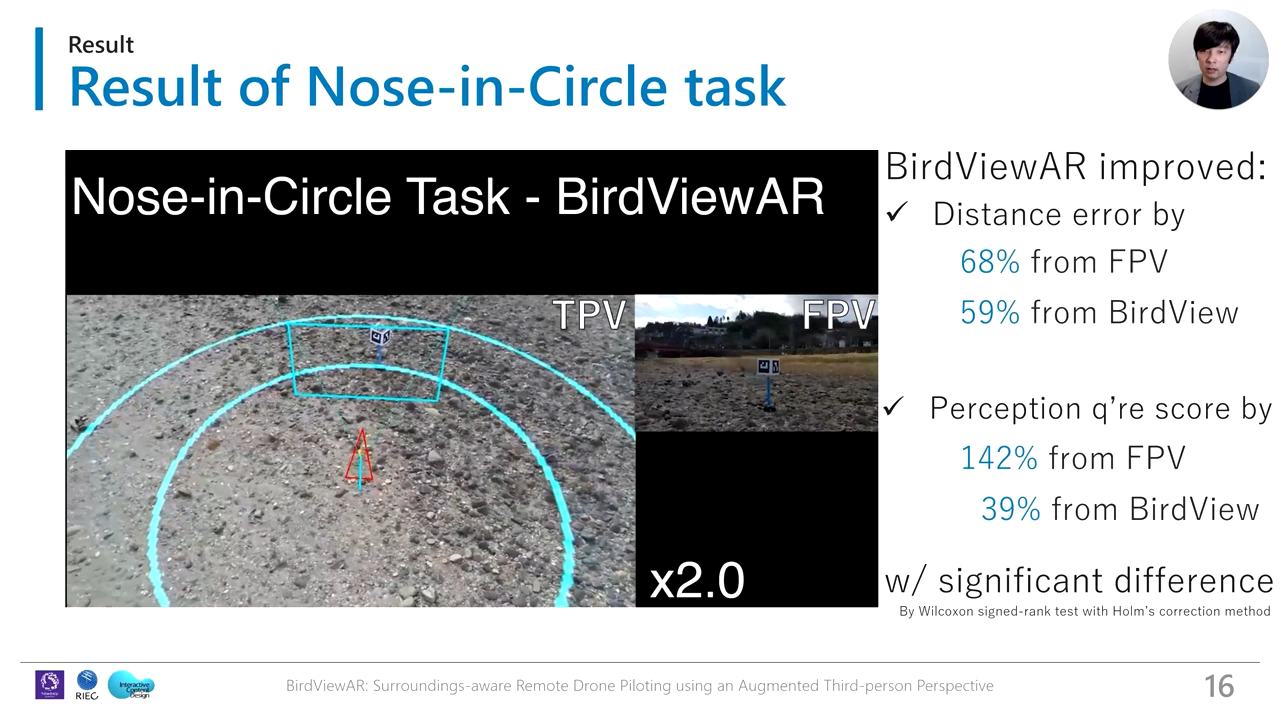 Result
Result of Nose-in-Circle task
Nose-in-Circle Task - BirdViewAR
TPV
FPV
x2.0
BirdViewAR improved:
✓ Distance error by
68% from FPV
59% from BirdView
✓ Perception q're score by
142% from FPV
39% from BirdView
w/ significant difference
By Wilcoxon signed-rank test with Holm's correction method
RIEC
Interactive
Content
Design
BirdViewAR: Surroundings-aware Remote Drone Piloting using an Augmented Third-person Perspective
16